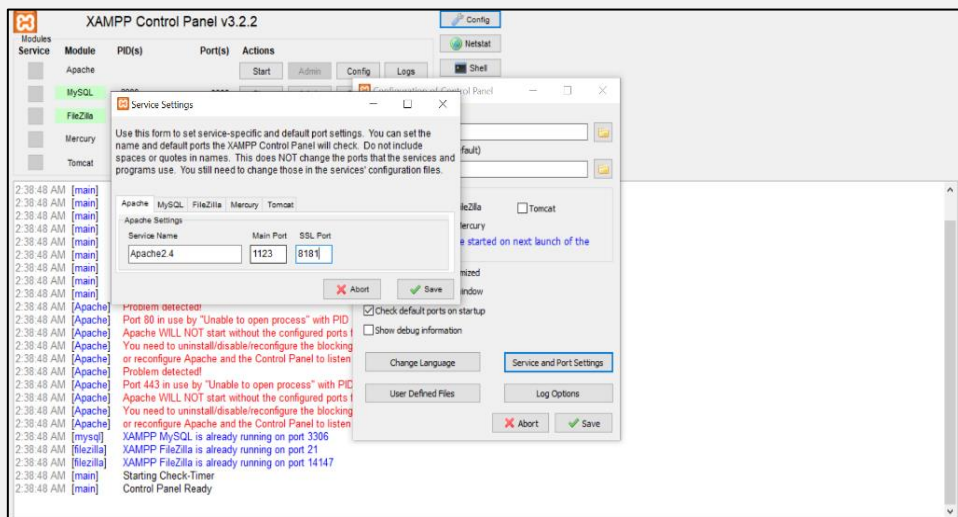 XAMPP Control Panel v3.2.2
Config
Modules
Service Module PID(s) Port(s) Actions
Netstat
Apache Start Admin Config Logs
Shell
MySQL
FileZilla
Mercury
Tomcat
Service Settings
Use this form to set service-specific and default port settings. You can set the
name and default ports the XAMPP Control Panel will check. Do not include
spaces or quotes in names. This does NOT change the ports that the services and
programs use. You still need to change those in the services' configuration files.
Apache MySQL FileZilla Mercury Tomcat
Apache Settings
Service Name Main Port SSL Port
Apache2.4 1123 8181
Abort Save
Configuration of Control Panel
Tomcat
e started on next launch of the
Check default ports on startup
Show debug information
Change Language Service and Port Settings
User Defined Files Log Options
Abort Save
2:38:48 AM [main]
2:38:48 AM [main]
2:38:48 AM [main]
2:38:48 AM [main]
2:38:48 AM [main]
2:38:48 AM [main]
2:38:48 AM [main]
2:38:48 AM [main]
2:38:48 AM [main]
2:38:48 AM [Apache] Problem detected!
2:38:48 AM [Apache] Port 80 in use by "Unable to open process" with PID
2:38:48 AM [Apache] Apache WILL NOT start without the configured ports f
2:38:48 AM [Apache] You need to uninstall/disable/reconfigure the blocking
2:38:48 AM [Apache] or reconfigure Apache and the Control Panel to listen
2:38:48 AM [Apache] Problem detected!
2:38:48 AM [Apache] Port 443 in use by "Unable to open process" with PID
2:38:48 AM [Apache] Apache WILL NOT start without the configured ports f
2:38:48 AM [Apache] You need to uninstall/disable/reconfigure the blocking
2:38:48 AM [Apache] or reconfigure Apache and the Control Panel to listen
2:38:48 AM [mysql] XAMPP MySQL is already running on port 3306
2:38:48 AM [filezilla] XAMPP FileZilla is already running on port 21
2:38:48 AM [filezilla] XAMPP FileZilla is already running on port 14147
2:38:48 AM [main] Starting Check-Timer
2:38:48 AM [main] Control Panel Ready